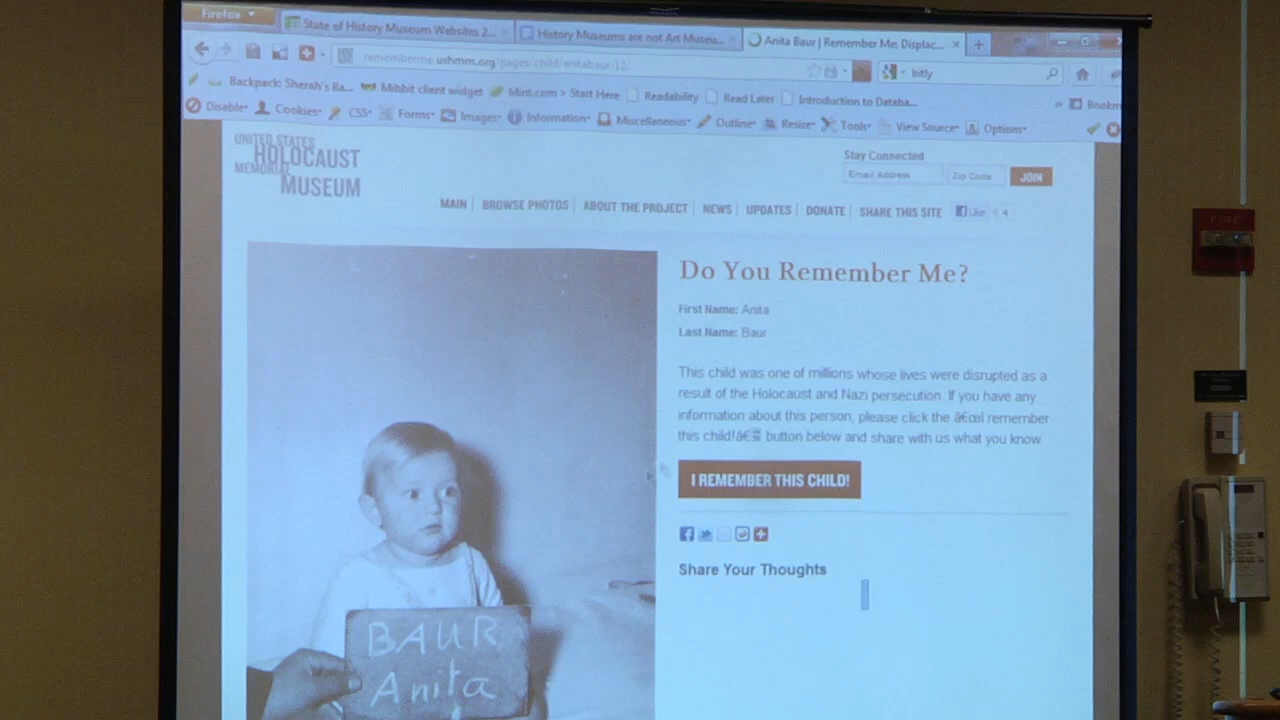 Firefox
State of History Museum Websites 2...
History Museums are not Art Museu...
Anita Baur | Remember Me: Displac...
rememberme.ushmm.org/pages/child/anitabaur-12/
bitly
Backpack: Sherah's Ba...
Mibbit client widget
Mint.com > Start Here
Readability
Read Later
Introduction to Databa...
Bookm
Disable
Cookies
CSS
Forms
Images
Information
Miscellaneous
Outline
Resize
Tools
View Source
Options
UNITED STATES
HOLOCAUST
MEMORIAL
MUSEUM
Stay Connected
Email Address
Zip Code
JOIN
MAIN
BROWSE PHOTOS
ABOUT THE PROJECT
NEWS
UPDATES
DONATE
SHARE THIS SITE
Like
4
Do You Remember Me?
First Name: Anita
Last Name: Baur
This child was one of millions whose lives were disrupted as a
result of the Holocaust and Nazi persecution. If you have any
information about this person, please click the â€œI remember
this child!â€ button below and share with us what you know.
I REMEMBER THIS CHILD!
Share Your Thoughts
BAUR
Anita
FIRE